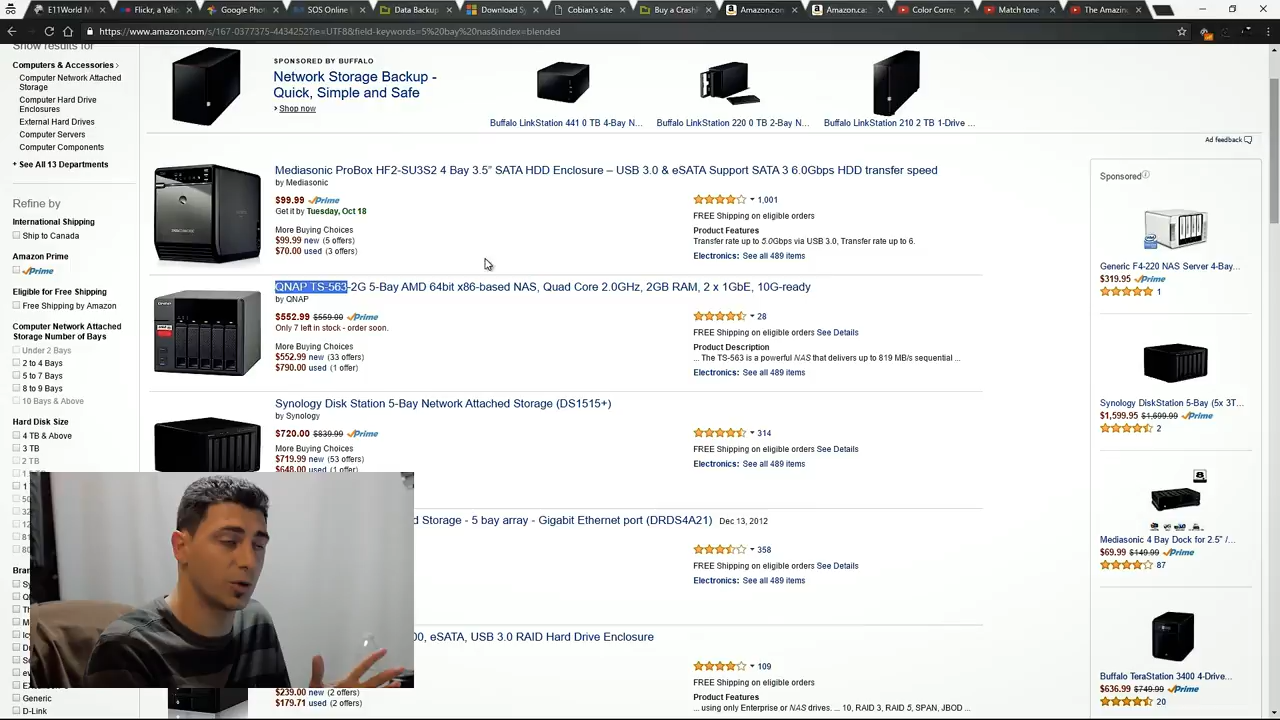 E11World M
Flickr, a Yah
Google Phot
SOS Online
Data Backup
Download Sy
Cobian's site
Buy a Crash
Amazon.com
Amazon.ca:
Color Correc
Match tone
The Amazing
https://www.amazon.com/s/167-0377375-4434252?ie=UTF8&field-keywords=5%20bay%20nas&index=blended
Show results for
Computers & Accessories
Computer Network Attached
Storage
Computer Hard Drive
Enclosures
External Hard Drives
Computer Servers
Computer Components
+ See All 13 Departments
Refine by
International Shipping
Ship to Canada
Amazon Prime
Prime
Eligible for Free Shipping
Free Shipping by Amazon
Computer Network Attached
Storage Number of Bays
Under 2 Bays
2 to 4 Bays
5 to 7 Bays
8 to 9 Bays
10 Bays & Above
Hard Disk Size
4 TB & Above
3 TB
2 TB
Generic
D-Link
SPONSORED BY BUFFALO
Network Storage Backup -
Quick, Simple and Safe
› Shop now
Buffalo LinkStation 441 0 TB 4-Bay N...
Buffalo LinkStation 220 0 TB 2-Bay N...
Buffalo LinkStation 210 2 TB 1-Drive ...
Ad feedback
Mediasonic ProBox HF2-SU3S2 4 Bay 3.5" SATA HDD Enclosure – USB 3.0 & eSATA Support SATA 3 6.0Gbps HDD transfer speed
by Mediasonic
$99.99 Prime
Get it by Tuesday, Oct 18
More Buying Choices
$99.99 new (5 offers)
$70.00 used (3 offers)
1,001
FREE Shipping on eligible orders
Product Features
Transfer rate up to 5.0Gbps via USB 3.0, Transfer rate up to 6.
Electronics: See all 489 items
QNAP TS-563-2G 5-Bay AMD 64bit x86-based NAS, Quad Core 2.0GHz, 2GB RAM, 2 x 1GbE, 10G-ready
by QNAP
$552.99 $559.00 Prime
Only 7 left in stock - order soon.
More Buying Choices
$552.99 new (33 offers)
$790.00 used (1 offer)
28
FREE Shipping on eligible orders See Details
Product Description
... The TS-563 is a powerful NAS that delivers up to 819 MB/s sequential ...
Electronics: See all 489 items
Synology Disk Station 5-Bay Network Attached Storage (DS1515+)
by Synology
$720.00 $839.99 Prime
More Buying Choices
$719.99 new (53 offers)
$648.00 used (1 offer)
314
FREE Shipping on eligible orders See Details
Electronics: See all 489 items
d Storage - 5 bay array - Gigabit Ethernet port (DRDS4A21) Dec 13, 2012
358
FREE Shipping on eligible orders See Details
Electronics: See all 489 items
00, eSATA, USB 3.0 RAID Hard Drive Enclosure
$239.00 new (2 offers)
$179.71 used (2 offers)
109
FREE Shipping on eligible orders
Product Features
... using only Enterprise or NAS drives. ... 10, RAID 3, RAID 5, SPAN, JBOD ...
Sponsored
Generic F4-220 NAS Server 4-Bay...
$319.95
1
Synology DiskStation 5-Bay (5x 3T...
$1,599.95 $1,699.99 Prime
2
Mediasonic 4 Bay Dock for 2.5" /...
$69.99 $149.99 Prime
87
Buffalo TeraStation 3400 4-Drive...
$636.99 $749.99 Prime
20